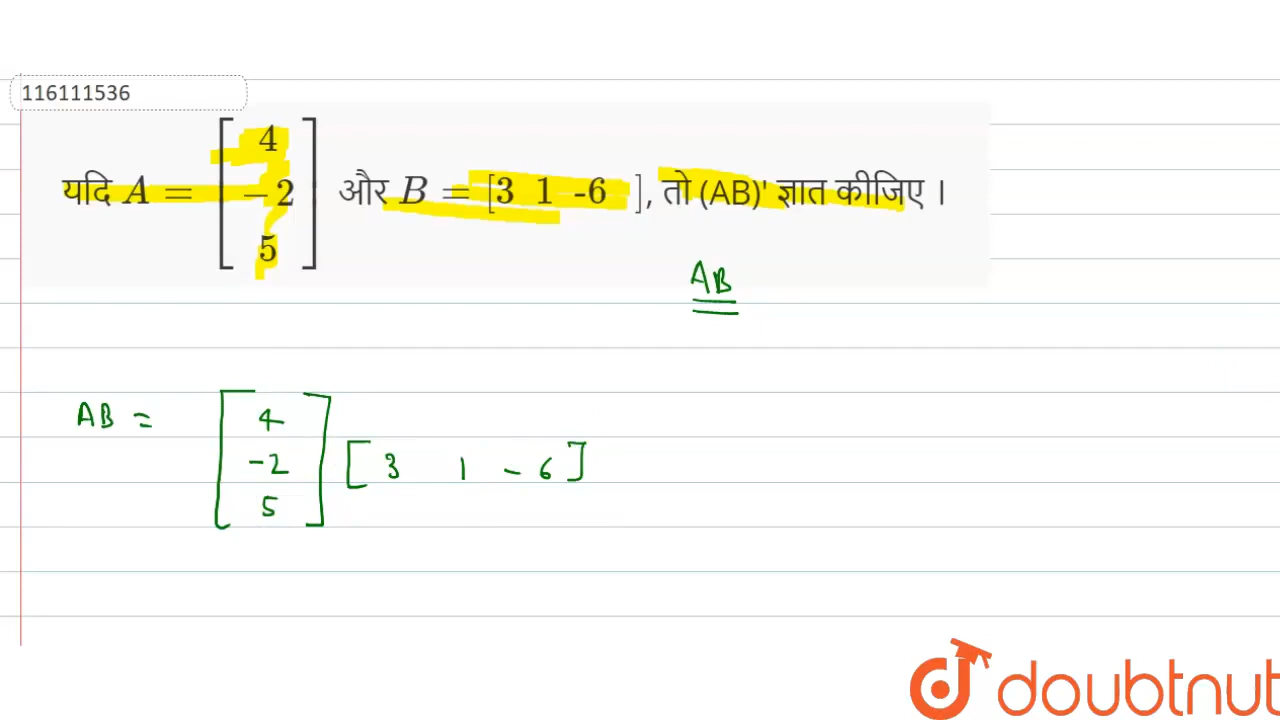 116111536
यदि A = [ 4 -2 5 ] और B = [3 1 -6 ], तो (AB)' ज्ञात कीजिए ।
AB
AB = [ 4 -2 5 ] [ 3 1 - 6 ]
doubtnut